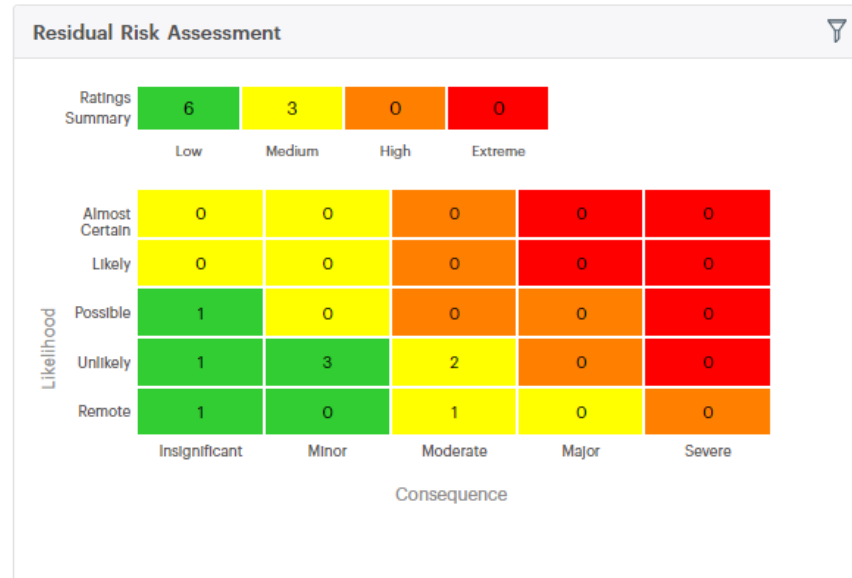 Residual Risk Assessment
Ratings
Summary
6 3 0 0
Low Medium High Extreme
Almost
Certain
0 0 0 0 0
Likely 0 0 0 0 0
Possible 1 0 0 0 0
Unlikely 1 3 2 0 0
Remote 1 0 1 0 0
Likelihood
Insignificant Minor Moderate Major Severe
Consequence